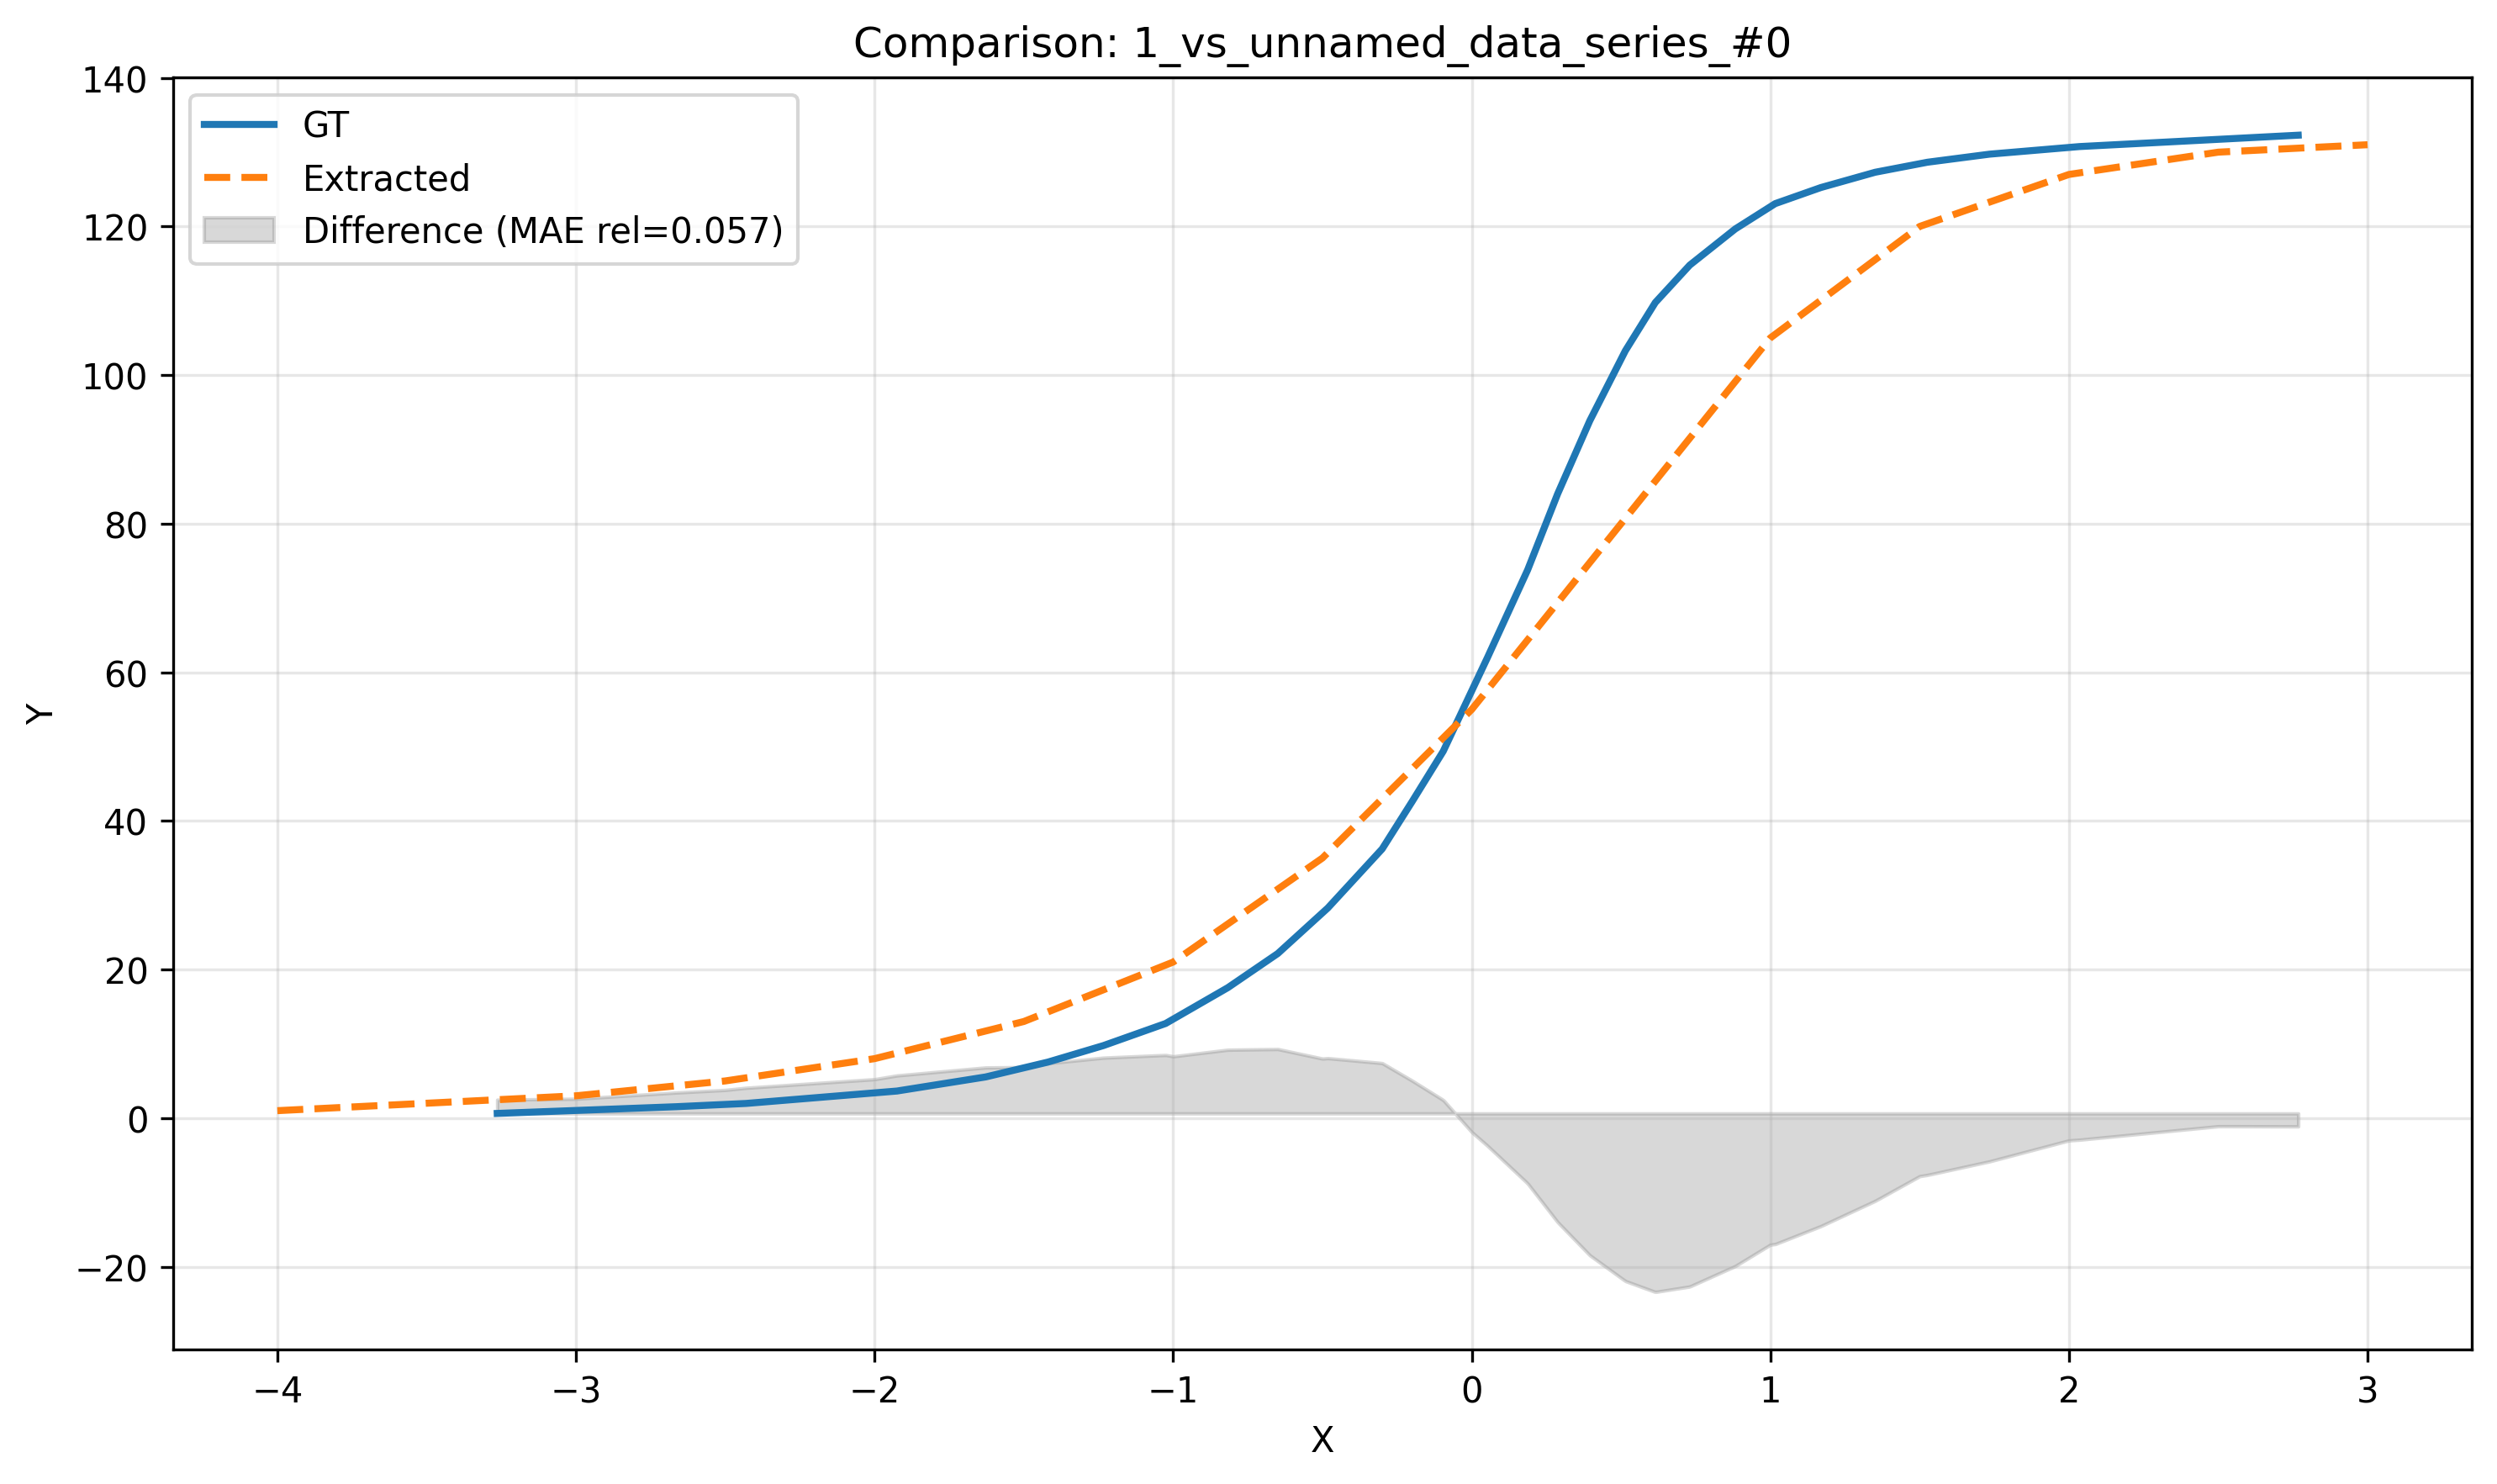 Comparison: 1_vs_unnamed_data_series_#0
GT
Extracted
Difference (MAE rel=0.057)
Y
140
120
100
80
60
40
20
0
−20
−4 −3 −2 −1 0 1 2 3
X